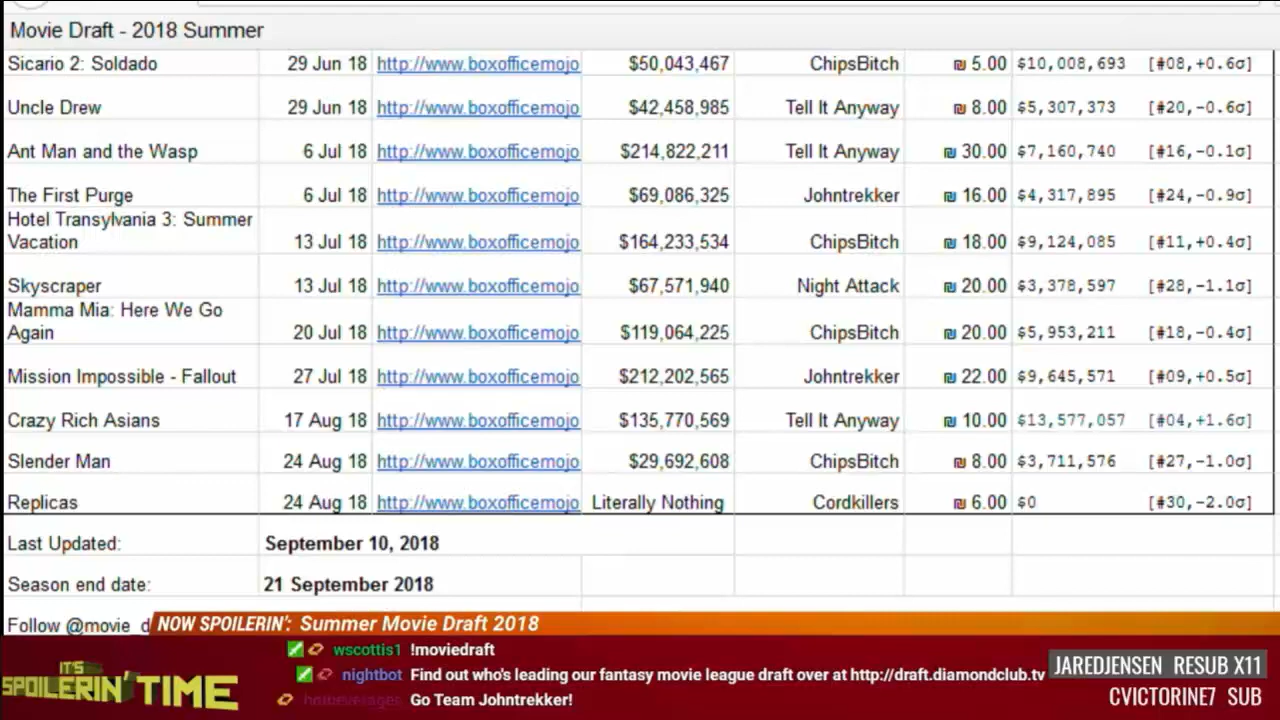 Movie Draft - 2018 Summer
Sicario 2: Soldado 29 Jun 18 http://www.boxofficemojo $50,043,467 ChipsBitch ₪ 5.00 $10,008,693 [#08,+0.6σ]
Uncle Drew 29 Jun 18 http://www.boxofficemojo $42,458,985 Tell It Anyway ₪ 8.00 $5,307,373 [#20,-0.6σ]
Ant Man and the Wasp 6 Jul 18 http://www.boxofficemojo $214,822,211 Tell It Anyway ₪ 30.00 $7,160,740 [#16,-0.1σ]
The First Purge 6 Jul 18 http://www.boxofficemojo $69,086,325 Johntrekker ₪ 16.00 $4,317,895 [#24,-0.9σ]
Hotel Transylvania 3: Summer
Vacation 13 Jul 18 http://www.boxofficemojo $164,233,534 ChipsBitch ₪ 18.00 $9,124,085 [#11,+0.4σ]
Skyscraper 13 Jul 18 http://www.boxofficemojo $67,571,940 Night Attack ₪ 20.00 $3,378,597 [#28,-1.1σ]
Mamma Mia: Here We Go
Again 20 Jul 18 http://www.boxofficemojo $119,064,225 ChipsBitch ₪ 20.00 $5,953,211 [#18,-0.4σ]
Mission Impossible - Fallout 27 Jul 18 http://www.boxofficemojo $212,202,565 Johntrekker ₪ 22.00 $9,645,571 [#09,+0.5σ]
Crazy Rich Asians 17 Aug 18 http://www.boxofficemojo $135,770,569 Tell It Anyway ₪ 10.00 $13,577,057 [#04,+1.6σ]
Slender Man 24 Aug 18 http://www.boxofficemojo $29,692,608 ChipsBitch ₪ 8.00 $3,711,576 [#27,-1.0σ]
Replicas 24 Aug 18 http://www.boxofficemojo Literally Nothing Cordkillers ₪ 6.00 $0 [#30,-2.0σ]
Last Updated: September 10, 2018
Season end date: 21 September 2018
Follow @movie_d
NOW SPOILERIN': Summer Movie Draft 2018
wscottis1 !moviedraft
nightbot Find out who's leading our fantasy movie league draft over at http://draft.diamondclub.tv
Go Team Johntrekker!
IT'S
SPOILERIN' TIME
JAREDJENSEN RESUB X11
CVICTORINE7 SUB